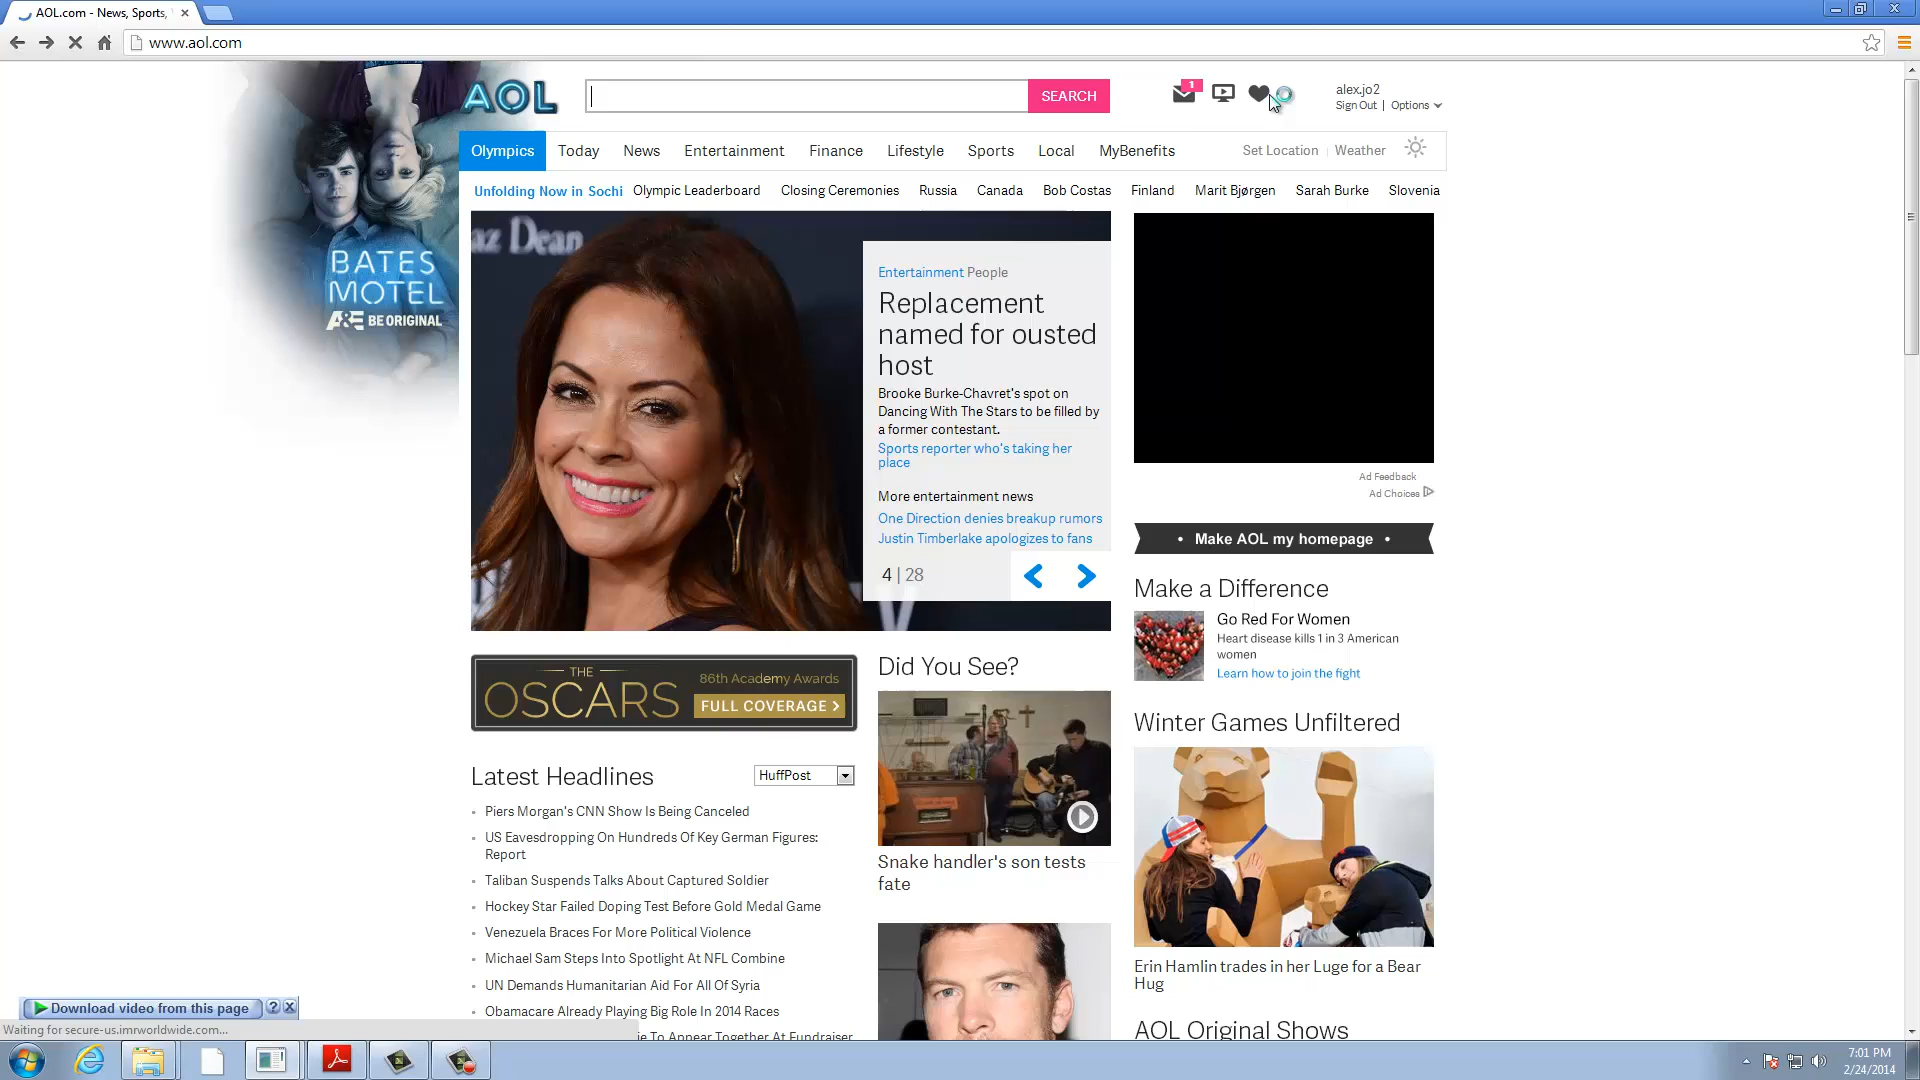 AOL.com - News, Sports,
www.aol.com
AOL
SEARCH
1
alex.jo2
Sign Out | Options
Olympics Today News Entertainment Finance Lifestyle Sports Local MyBenefits
Set Location Weather
Unfolding Now in Sochi Olympic Leaderboard Closing Ceremonies Russia Canada Bob Costas Finland Marit Bjørgen Sarah Burke Slovenia
BATES
MOTEL
A&E BE ORIGINAL
az Dean
Entertainment People
Replacement
named for ousted
host
Brooke Burke-Chavret's spot on
Dancing With The Stars to be filled by
a former contestant.
Sports reporter who's taking her
place
More entertainment news
One Direction denies breakup rumors
Justin Timberlake apologizes to fans
4 | 28
Ad Feedback
Ad Choices
• Make AOL my homepage •
Make a Difference
Go Red For Women
Heart disease kills 1 in 3 American
women
Learn how to join the fight
THE
OSCARS
86th Academy Awards
FULL COVERAGE >
Did You See?
Snake handler's son tests
fate
Winter Games Unfiltered
Erin Hamlin trades in her Luge for a Bear
Hug
AOL Original Shows
Latest Headlines
HuffPost
Piers Morgan's CNN Show Is Being Canceled
US Eavesdropping On Hundreds Of Key German Figures:
Report
Taliban Suspends Talks About Captured Soldier
Hockey Star Failed Doping Test Before Gold Medal Game
Venezuela Braces For More Political Violence
Michael Sam Steps Into Spotlight At NFL Combine
UN Demands Humanitarian Aid For All Of Syria
Obamacare Already Playing Big Role In 2014 Races
ie To Appear Together At Fundraiser
Download video from this page ?
Waiting for secure-us.imrworldwide.com...
7:01 PM
2/24/2014